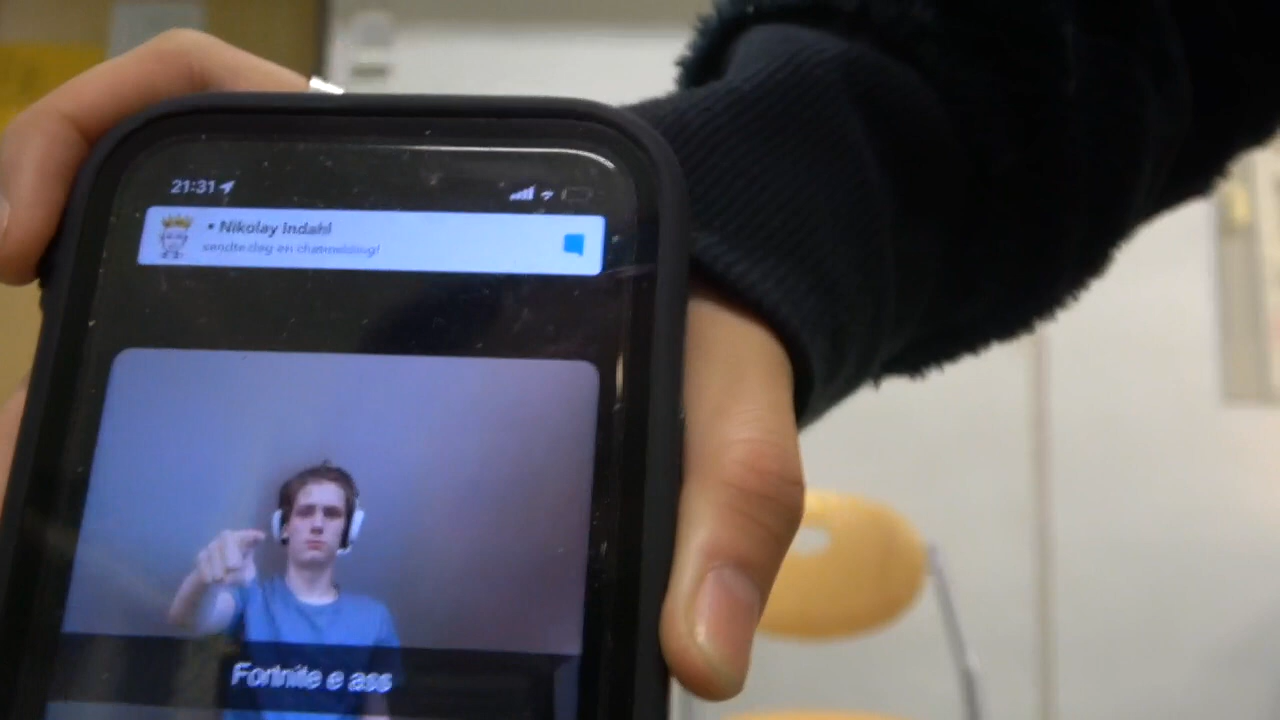 21:31
• Nikolay Indahl
sendte deg en chatmelding!
Fortnite e ass